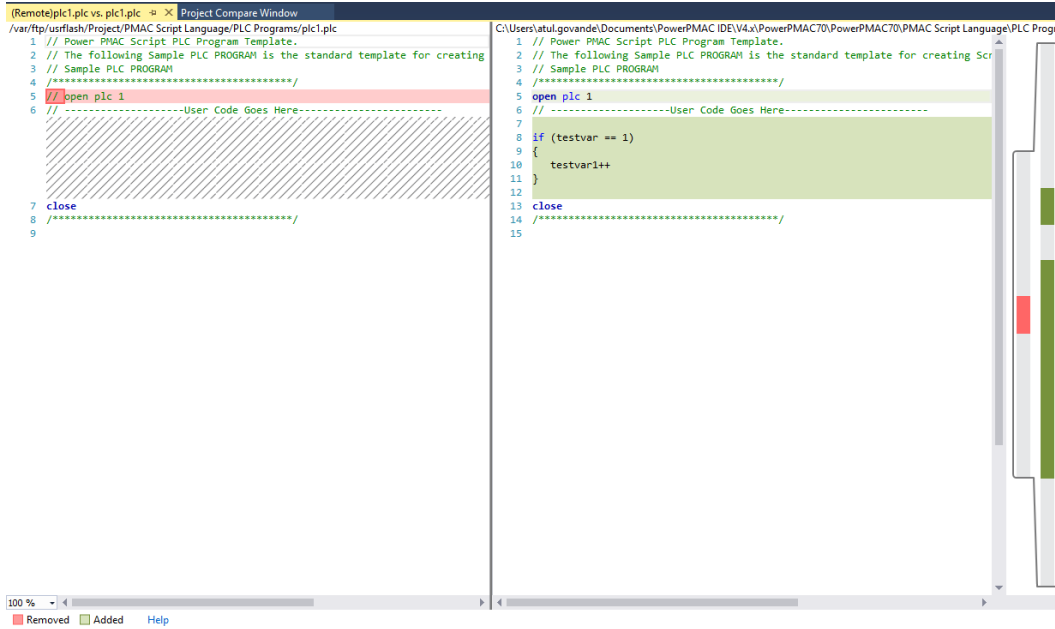 (Remote)plc1.plc vs. plc1.plc Project Compare Window
/var/ftp/usrflash/Project/PMAC Script Language/PLC Programs/plc1.plc
1 // Power PMAC Script PLC Program Template.
2 // The following Sample PLC PROGRAM is the standard template for creating
3 // Sample PLC PROGRAM
4 /****************************************/
5 // open plc 1
6 // --------------------User Code Goes Here------------------------
7 close
8 /****************************************/
9
C:\Users\atul.govande\Documents\PowerPMAC IDE\V4.x\PowerPMAC70\PowerPMAC70\PMAC Script Language\PLC Progr
1 // Power PMAC Script PLC Program Template.
2 // The following Sample PLC PROGRAM is the standard template for creating Scr
3 // Sample PLC PROGRAM
4 /****************************************/
5 open plc 1
6 // --------------------User Code Goes Here------------------------
7
8 if (testvar == 1)
9 {
10 testvar1++
11 }
12
13 close
14 /****************************************/
15
100 %
Removed Added Help